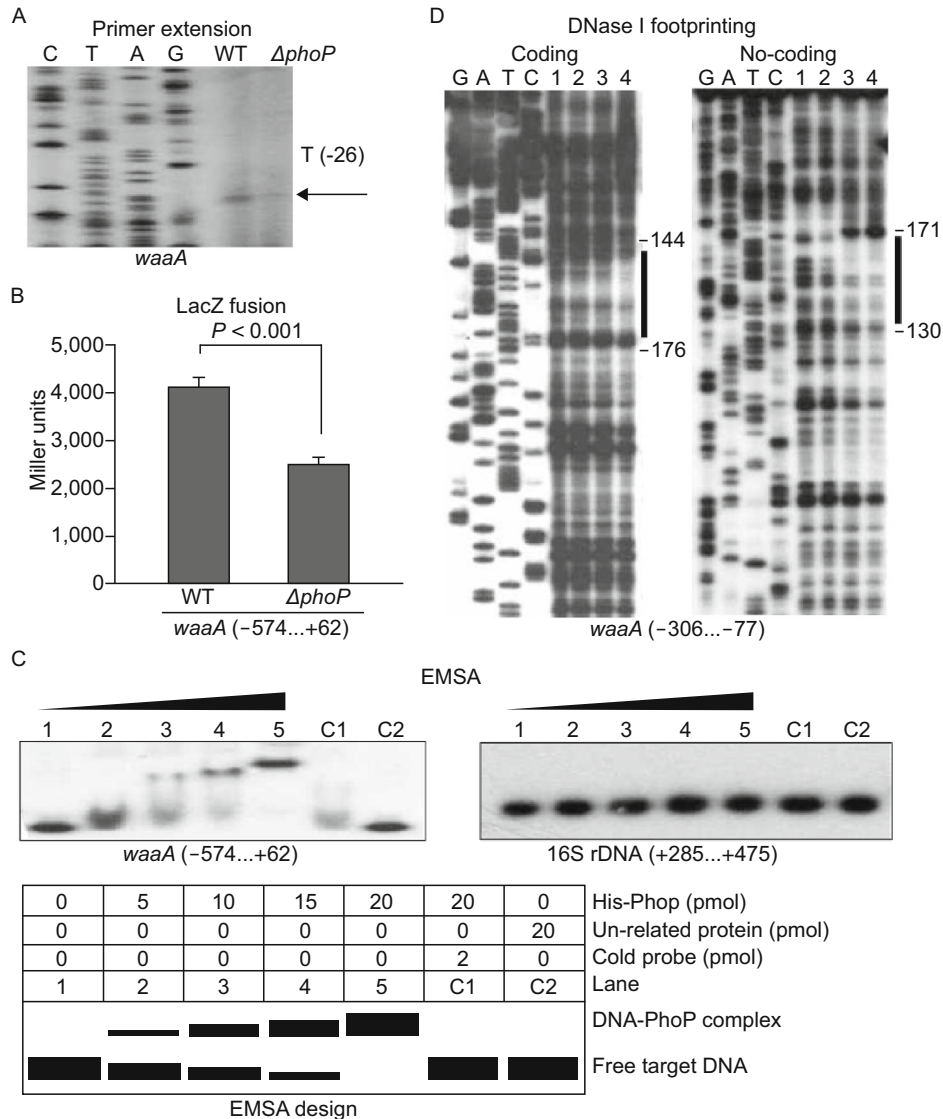 A
Primer extension
C T A G WT ΔphoP
T (-26)
waaA
B
LacZ fusion
P < 0.001
5,000
4,000
3,000
2,000
1,000
0
Miller units
WT ΔphoP
waaA (-574...+62)
D
DNase I footprinting
Coding
No-coding
G A T C 1 2 3 4
G A T C 1 2 3 4
-144
-176
-171
-130
waaA (-306...-77)
C
EMSA
1 2 3 4 5 C1 C2
1 2 3 4 5 C1 C2
waaA (-574...+62)
16S rDNA (+285...+475)
0 5 10 15 20 20 0 His-Phop (pmol)
0 0 0 0 0 0 20 Un-related protein (pmol)
0 0 0 0 0 2 0 Cold probe (pmol)
1 2 3 4 5 C1 C2 Lane
DNA-PhoP complex
Free target DNA
EMSA design